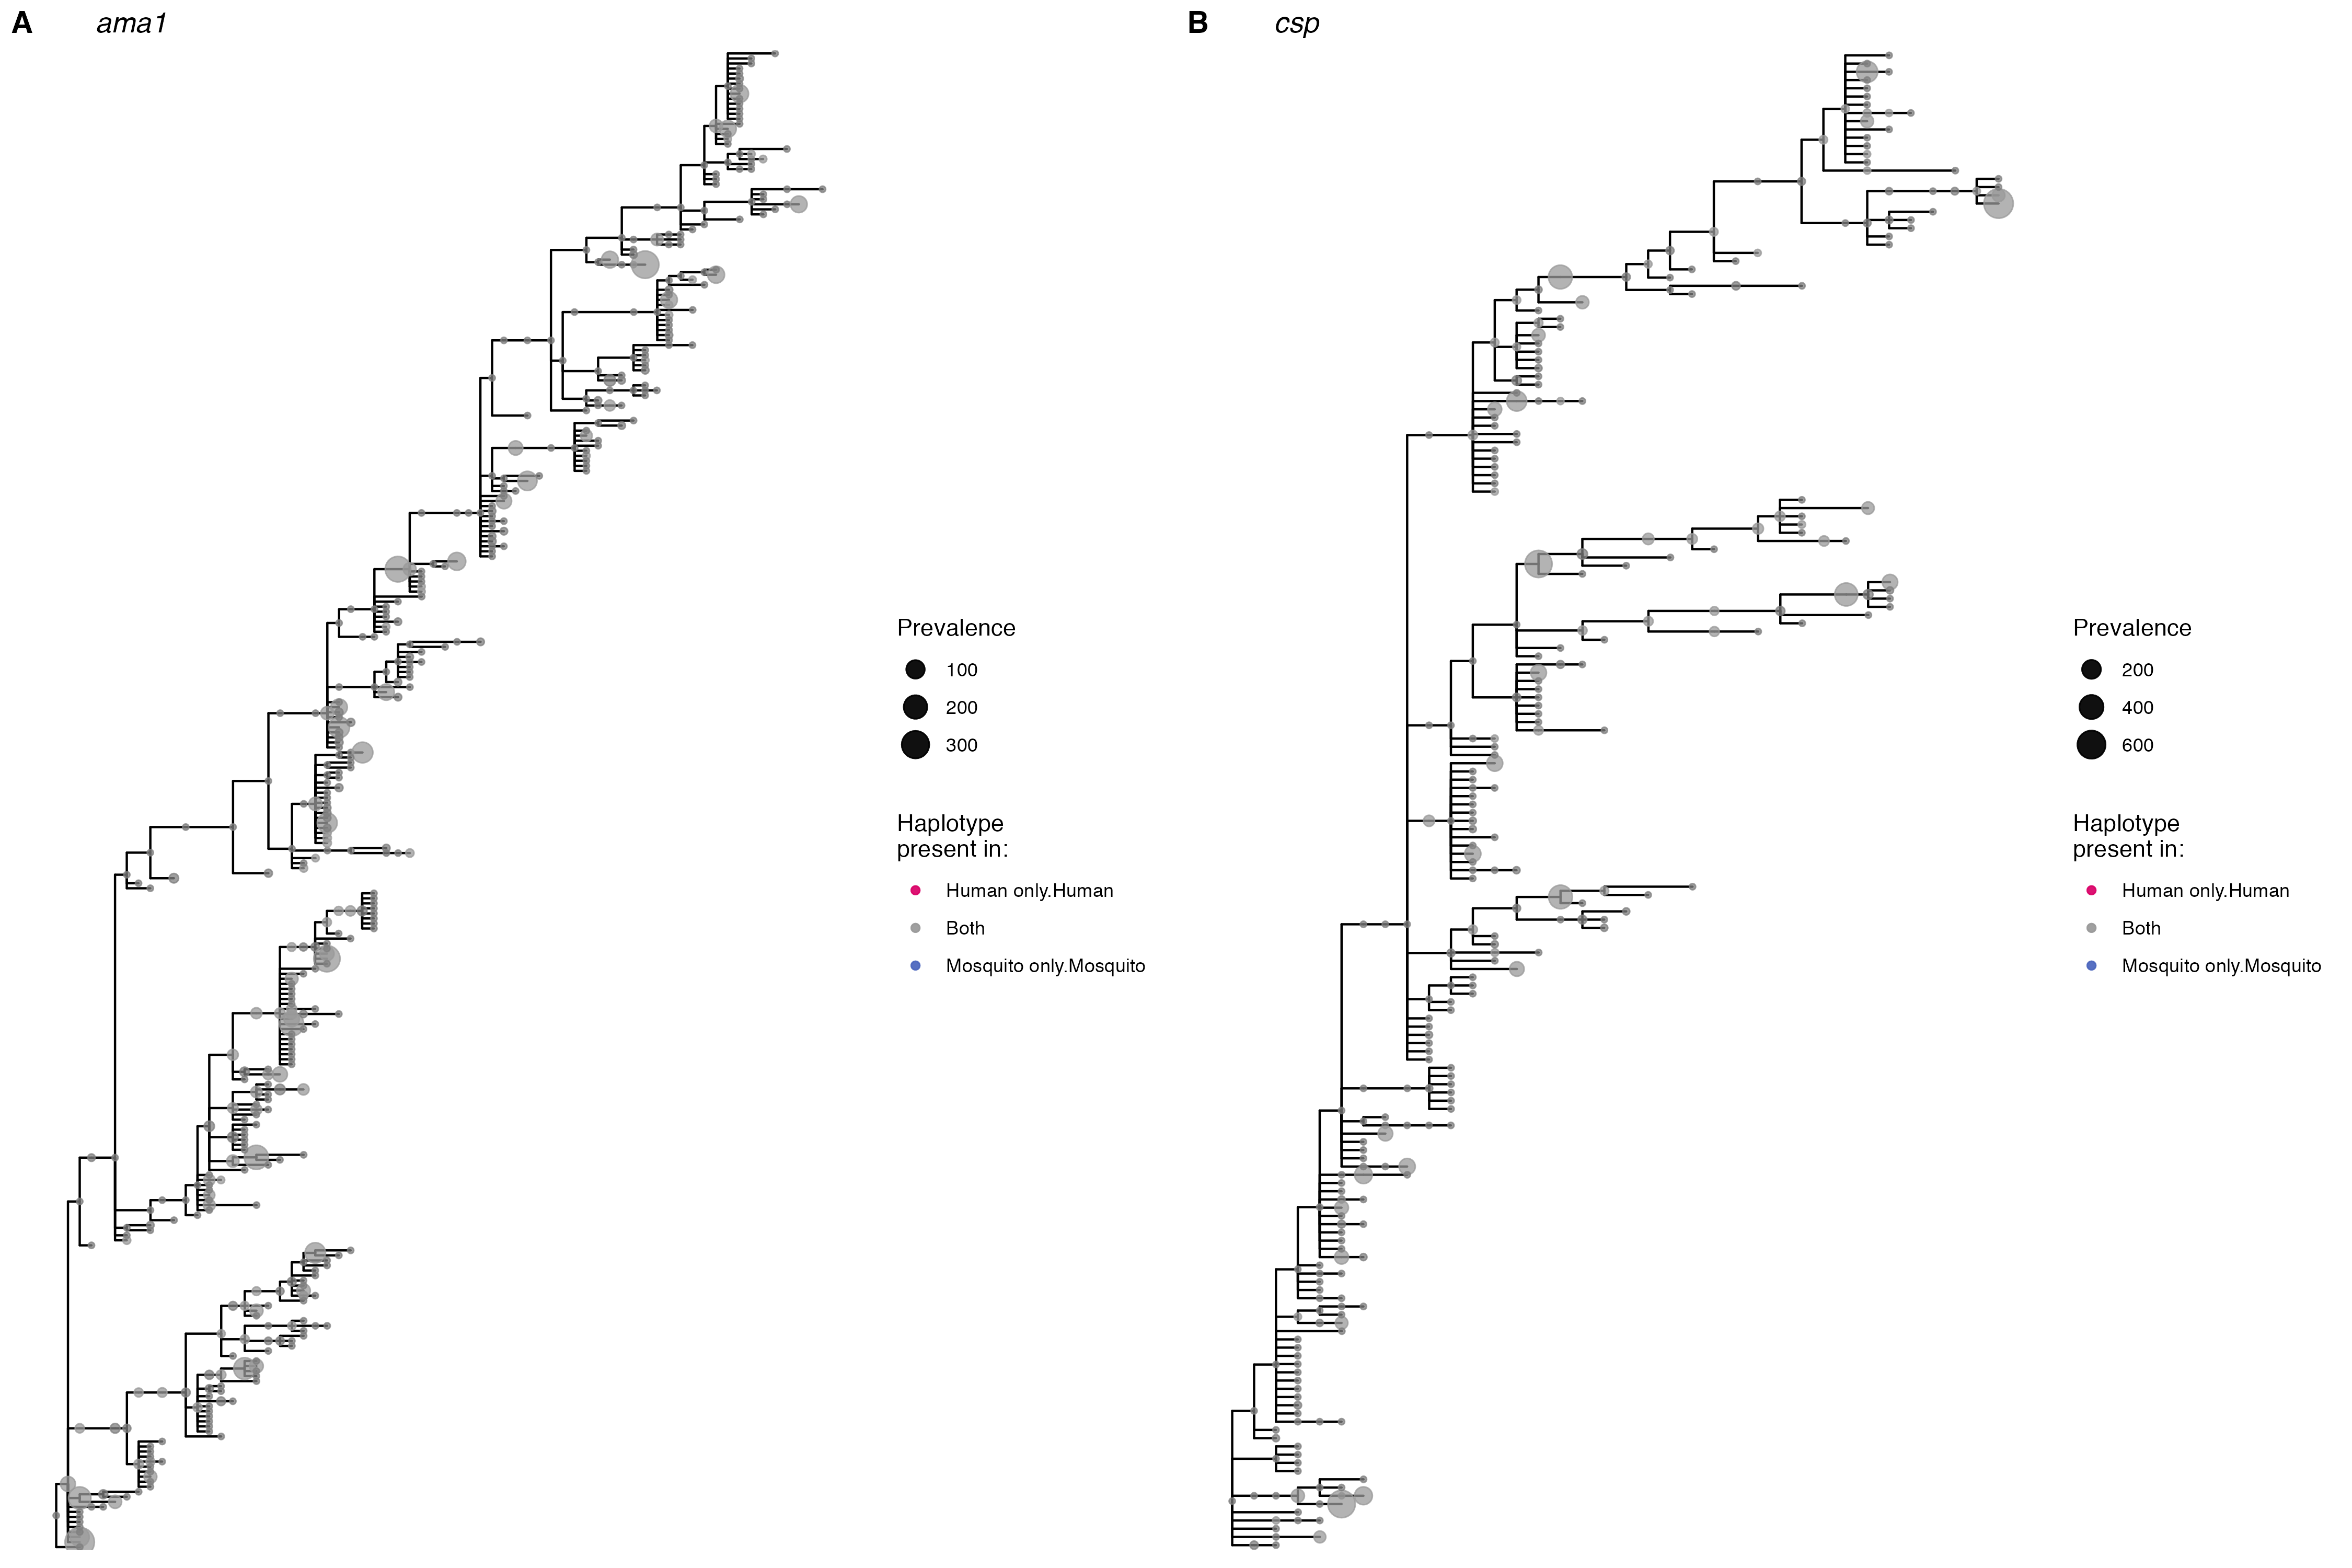 A ama1
Prevalence
100
200
300
Haplotype
present in:
Human only.Human
Both
Mosquito only.Mosquito
B csp
Prevalence
200
400
600
Haplotype
present in:
Human only.Human
Both
Mosquito only.Mosquito